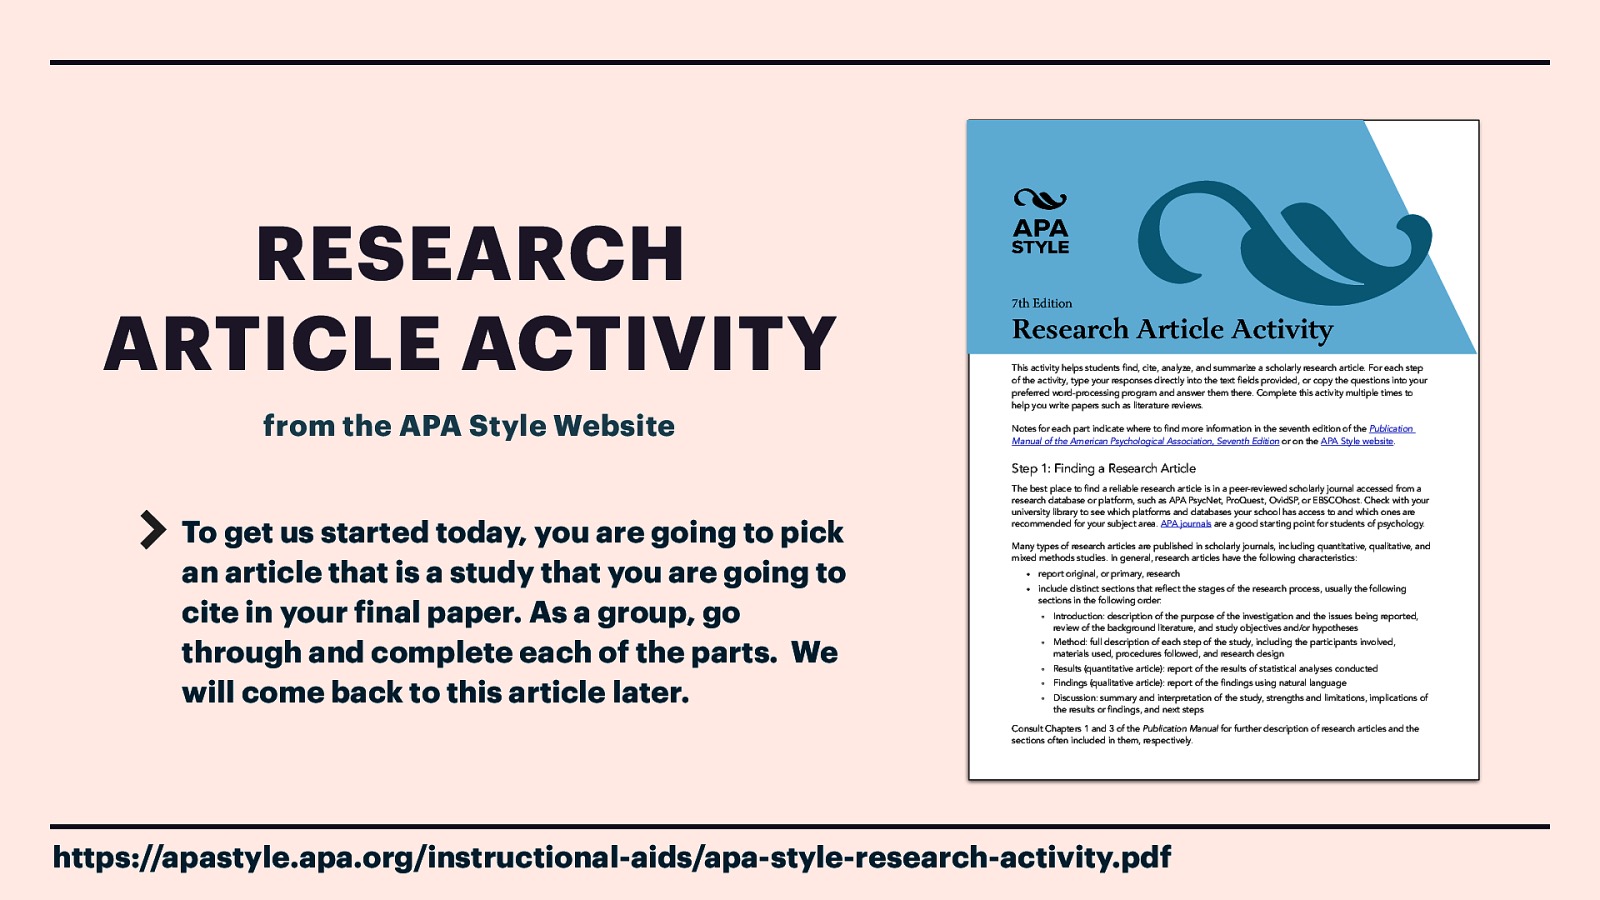 RESEARCH
ARTICLE ACTIVITY
from the APA Style Website
To get us started today, you are going to pick
an article that is a study that you are going to
cite in your final paper. As a group, go
through and complete each of the parts.  We
will come back to this article later.
APA
STYLE
7th Edition
Research Article Activity
This activity helps students find, cite, analyze, and summarize a scholarly research article. For each step
of the activity, type your responses directly into the text fields provided, or copy the questions into your
preferred word-processing program and answer them there. Complete this activity multiple times to
help you write papers such as literature reviews.
Notes for each part indicate where to find more information in the seventh edition of the Publication
Manual of the American Psychological Association, Seventh Edition or on the APA Style website.
Step 1: Finding a Research Article
The best place to find a reliable research article is in a peer-reviewed scholarly journal accessed from a
research database or platform, such as APA PsycNet, ProQuest, OvidSP, or EBSCOhost. Check with your
university library to see which platforms and databases your school has access to and which ones are
recommended for your subject area. APA journals are a good starting point for students of psychology.
Many types of research articles are published in scholarly journals, including quantitative, qualitative, and
mixed methods studies. In general, research articles have the following characteristics:
• report original, or primary, research
• include distinct sections that reflect the stages of the research process, usually the following
sections in the following order:
▪ Introduction: description of the purpose of the investigation and the issues being reported,
review of the background literature, and study objectives and/or hypotheses
▪ Method: full description of each step of the study, including the participants involved,
materials used, procedures followed, and research design
▪ Results (quantitative article): report of the results of statistical analyses conducted
▪ Findings (qualitative article): report of the findings using natural language
▪ Discussion: summary and interpretation of the study, strengths and limitations, implications of
the results or findings, and next steps
Consult Chapters 1 and 3 of the Publication Manual for further description of research articles and the
sections often included in them, respectively.
https://apastyle.apa.org/instructional-aids/apa-style-research-activity.pdf